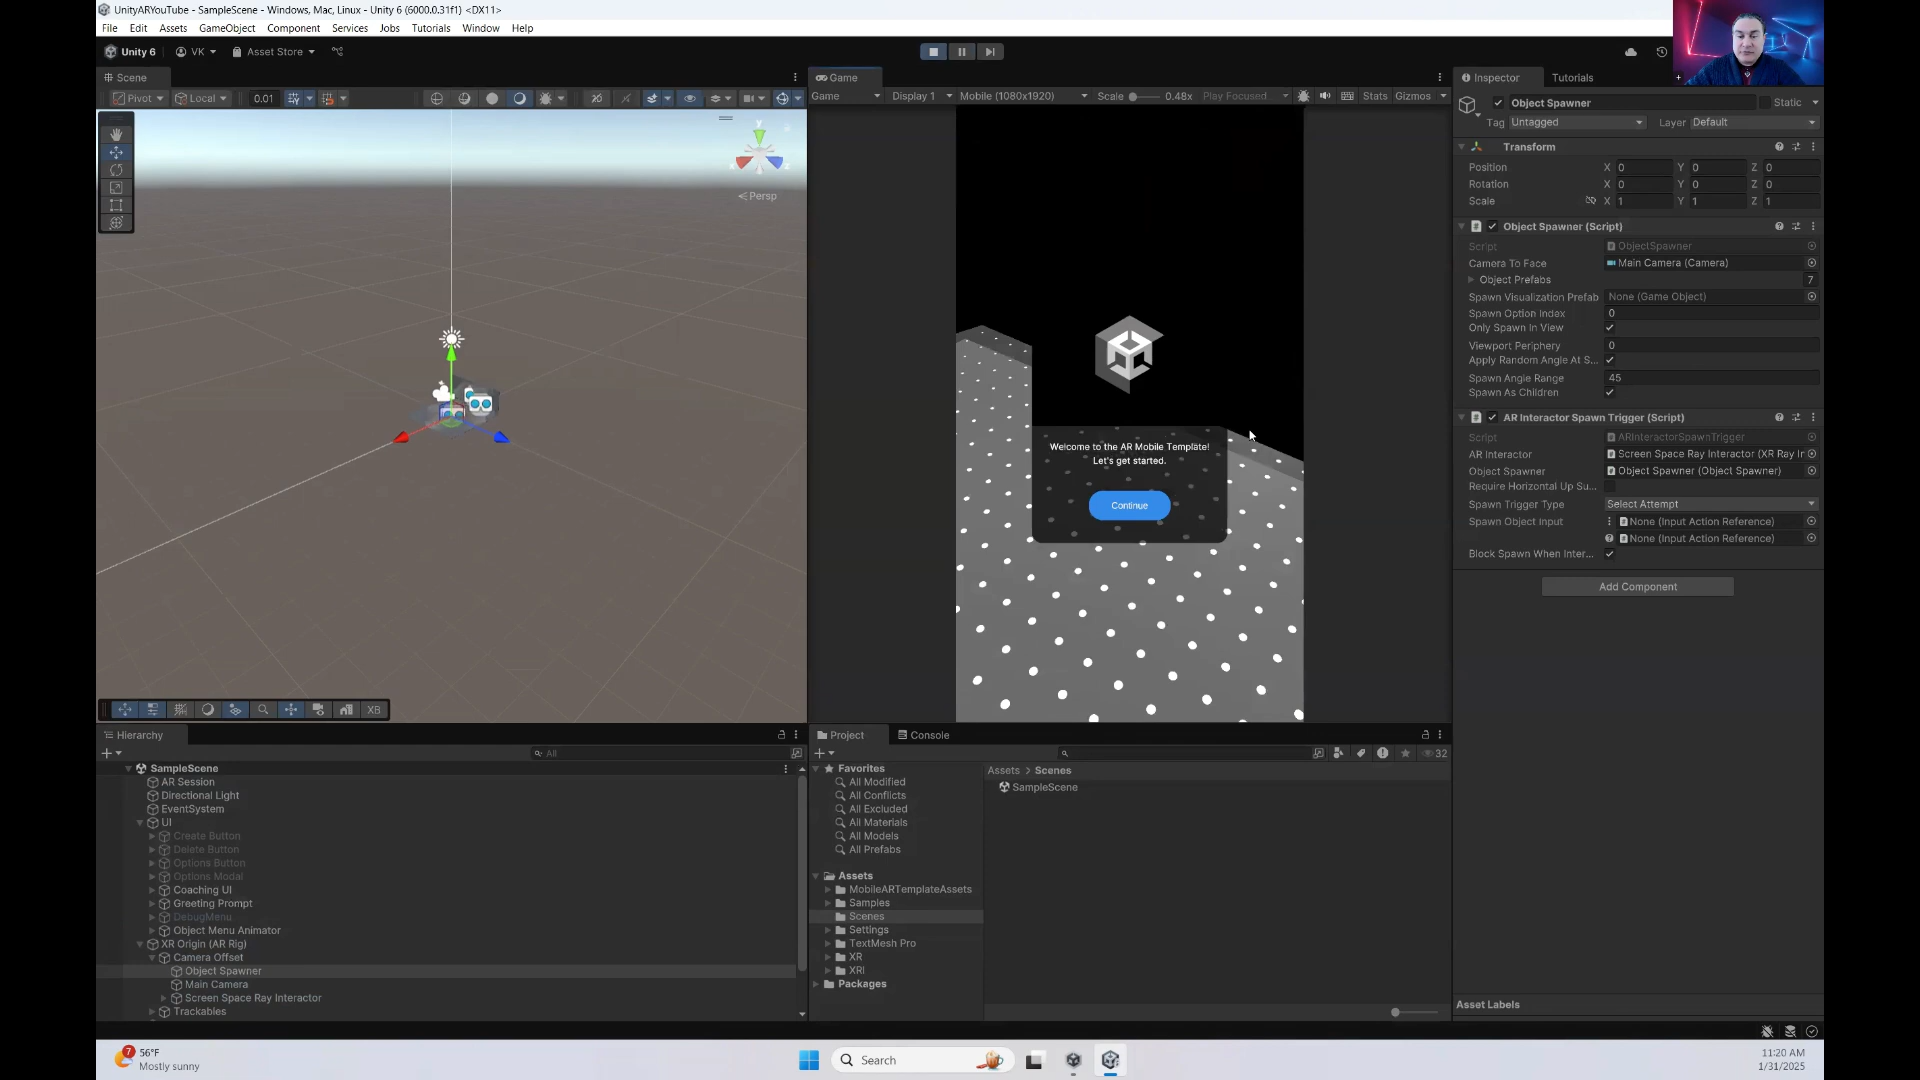 UnityARYouTube - SampleScene - Windows, Mac, Linux - Unity 6 (6000.0.31f1) <DX11>
File Edit Assets GameObject Component Services Jobs Tutorials Window Help
Unity 6 VK Asset Store
Scene
Pivot Local 0.01 2D
Persp
XB
Game
Game Display 1 Mobile (1080x1920) Scale 0.48x Play Focused Stats Gizmos
Welcome to the AR Mobile Template!
Let's get started.
Continue
Inspector Tutorials
Object Spawner Static
Tag Untagged Layer Default
Transform
Position X 0 Y 0 Z 0
Rotation X 0 Y 0 Z 0
Scale X 1 Y 1 Z 1
Object Spawner (Script)
Script ObjectSpawner
Camera To Face Main Camera (Camera)
Object Prefabs 7
Spawn Visualization Prefab None (Game Object)
Spawn Option Index 0
Only Spawn In View
Viewport Periphery 0
Apply Random Angle At S...
Spawn Angle Range 45
Spawn As Children
AR Interactor Spawn Trigger (Script)
Script ARInteractorSpawnTrigger
AR Interactor Screen Space Ray Interactor (XR Ray Ir
Object Spawner Object Spawner (Object Spawner)
Require Horizontal Up Su...
Spawn Trigger Type Select Attempt
Spawn Object Input None (Input Action Reference)
None (Input Action Reference)
Block Spawn When Inter...
Add Component
Asset Labels
Hierarchy
All
SampleScene
AR Session
Directional Light
EventSystem
UI
Create Button
Delete Button
Options Button
Options Modal
Coaching UI
Greeting Prompt
DebugMenu
Object Menu Animator
XR Origin (AR Rig)
Camera Offset
Object Spawner
Main Camera
Screen Space Ray Interactor
Trackables
Project Console
32
Favorites
All Modified
All Conflicts
All Excluded
All Materials
All Models
All Prefabs
Assets
MobileARTemplateAssets
Samples
Scenes
Settings
TextMesh Pro
XR
XRI
Packages
Assets > Scenes
SampleScene
7
56°F
Mostly sunny
Search
11:20 AM
1/31/2025